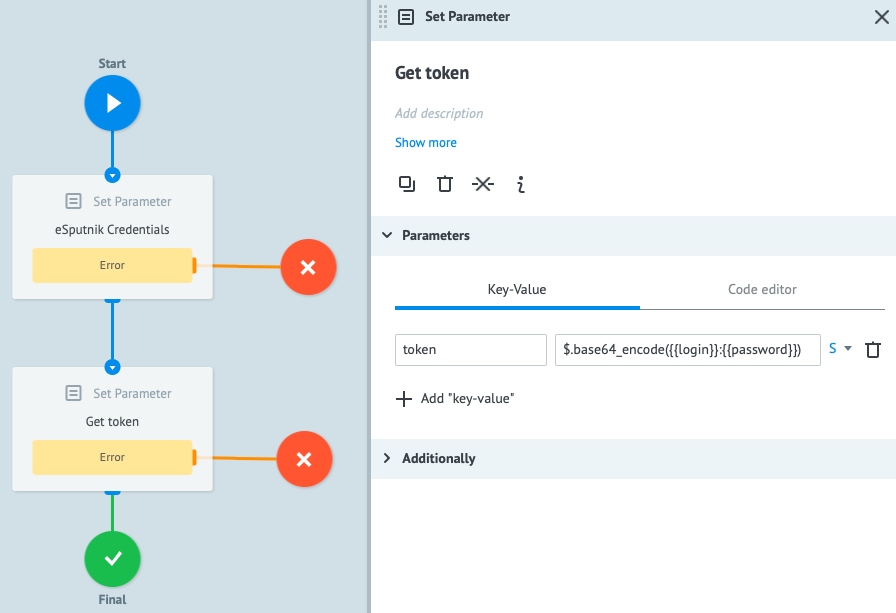 Start
Set Parameter
eSputnik Credentials
Error
Set Parameter
Get token
Error
Final
Set Parameter
Get token
Add description
Show more
Parameters
Key-Value
Code editor
token
$.base64_encode({{login}}:{{password}})
S
Add "key-value"
Additionally